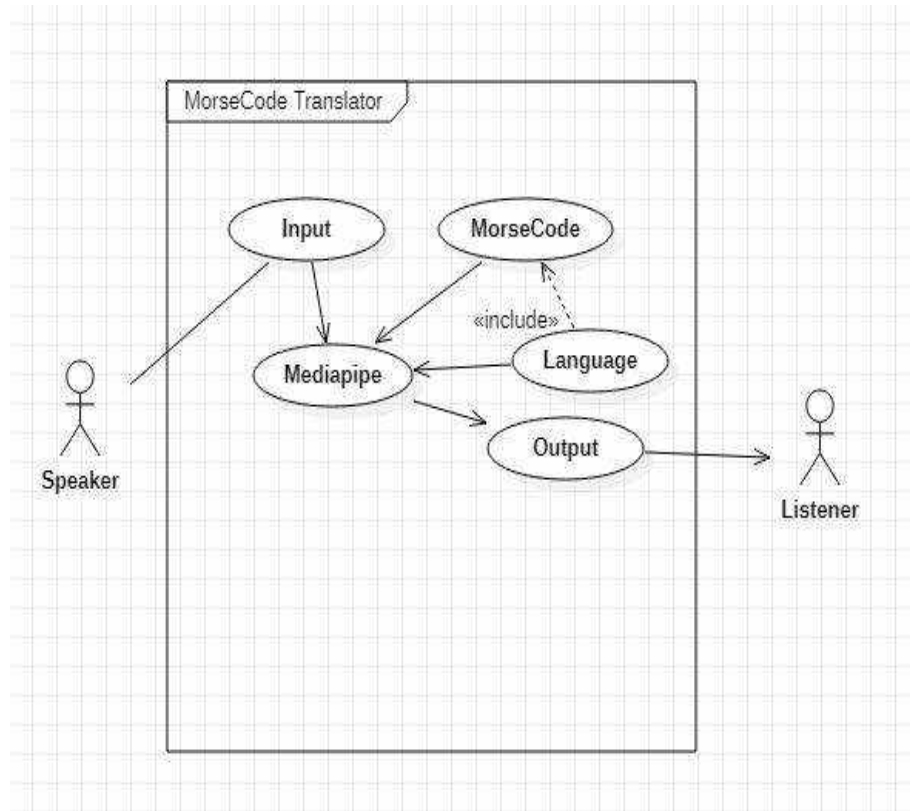 MorseCode Translator
Input
MorseCode
«include»
Mediapipe
Language
Output
Speaker
Listener